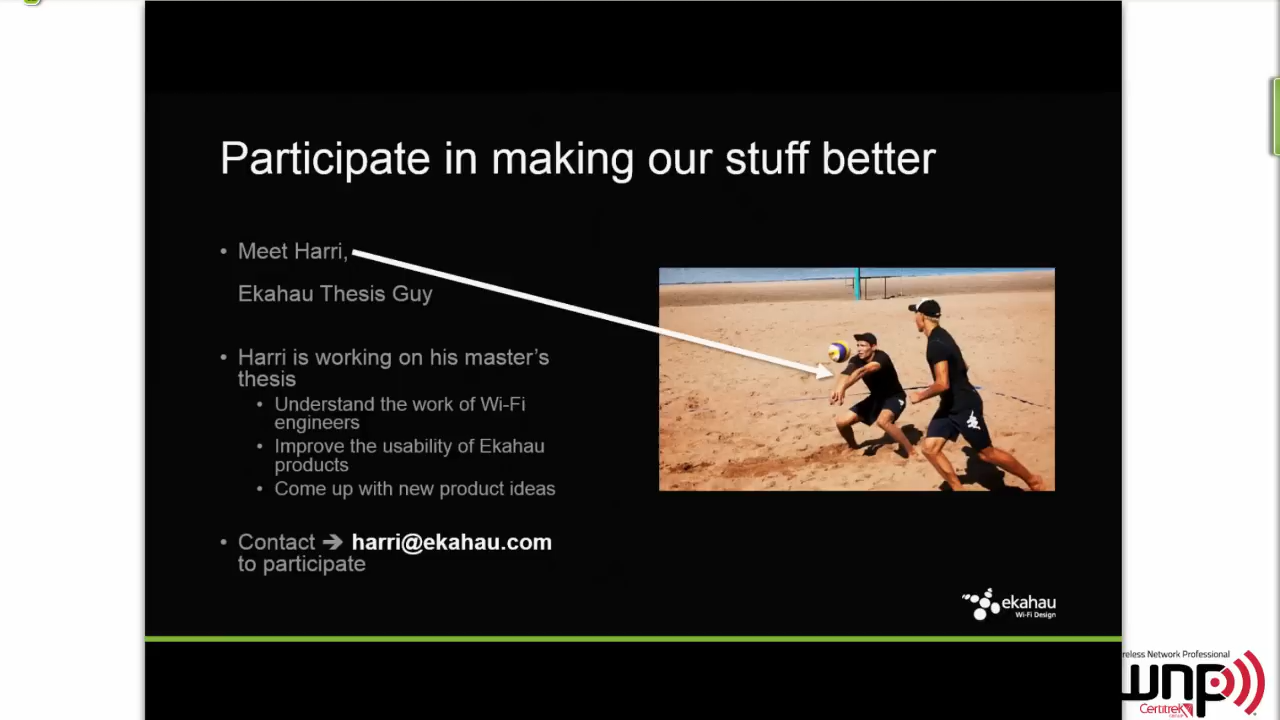 Participate in making our stuff better
• Meet Harri,
Ekahau Thesis Guy
• Harri is working on his master's
thesis
• Understand the work of Wi-Fi
engineers
• Improve the usability of Ekahau
products
• Come up with new product ideas
• Contact ➔ harri@ekahau.com
to participate
ekahau
Wi-Fi Design
reless Network Professional
wnp
Certitrek